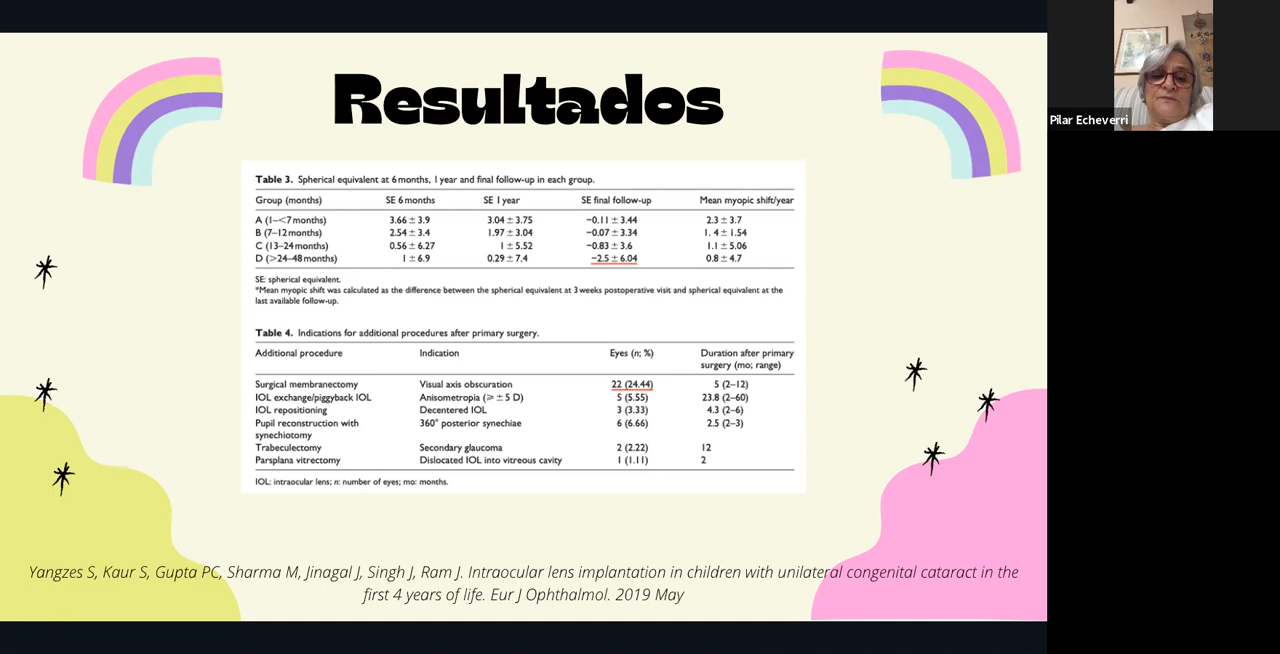 Resultados
Table 3. Spherical equivalent at 6 months, 1 year and final follow-up in each group.
Group (months) SE 6 months SE 1 year SE final follow-up Mean myopic shift/year
A (1–<7 months) 3.66 ± 3.9 3.04 ± 3.75 −0.11 ± 3.44 2.3 ± 3.7
B (7–12 months) 2.54 ± 3.4 1.97 ± 3.04 −0.07 ± 3.34 1.4 ± 1.54
C (13–24 months) 0.56 ± 6.27 1 ± 5.52 −0.83 ± 3.6 1.1 ± 5.06
D (>24–48 months) 1 ± 6.9 0.29 ± 7.4 −2.5 ± 6.04 0.8 ± 4.7
SE: spherical equivalent.
*Mean myopic shift was calculated as the difference between the spherical equivalent at 3 weeks postoperative visit and spherical equivalent at the
last available follow-up.
Table 4. Indications for additional procedures after primary surgery.
Additional procedure Indication Eyes (n; %) Duration after primary
surgery (mo; range)
Surgical membranectomy Visual axis obscuration 22 (24.44) 5 (2–12)
IOL exchange/piggyback IOL Anisometropia (⩾ ± 5 D) 5 (5.55) 23.8 (2–60)
IOL repositioning Decentered IOL 3 (3.33) 4.3 (2–6)
Pupil reconstruction with 360° posterior synechiae 6 (6.66) 2.5 (2–3)
synechiotomy
Trabeculectomy Secondary glaucoma 2 (2.22) 12
Parsplana vitrectomy Dislocated IOL into vitreous cavity 1 (1.11) 2
IOL: intraocular lens; n: number of eyes; mo: months.
Yangzes S, Kaur S, Gupta PC, Sharma M, Jinagal J, Singh J, Ram J. Intraocular lens implantation in children with unilateral congenital cataract in the
first 4 years of life. Eur J Ophthalmol. 2019 May
Pilar Echeverri